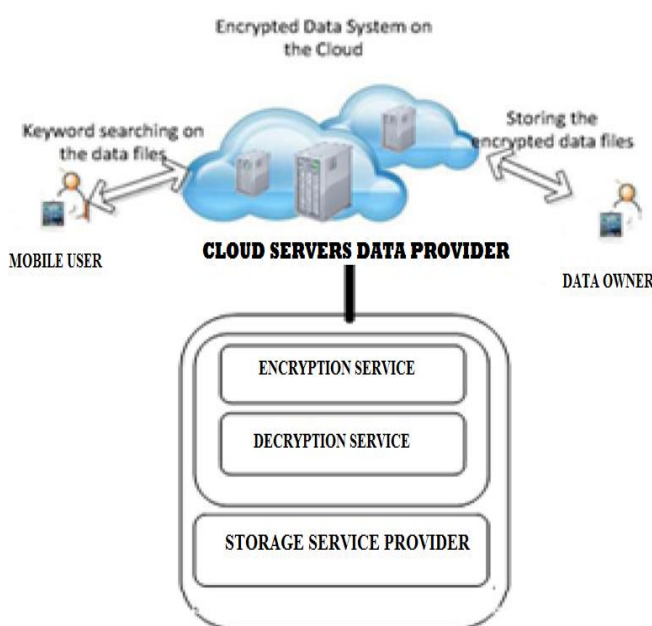 Encrypted Data System on
the Cloud
Keyword searching on
the data files
Storing the
encrypted data files
MOBILE USER
CLOUD SERVERS DATA PROVIDER
DATA OWNER
ENCRYPTION SERVICE
DECRYPTION SERVICE
STORAGE SERVICE PROVIDER